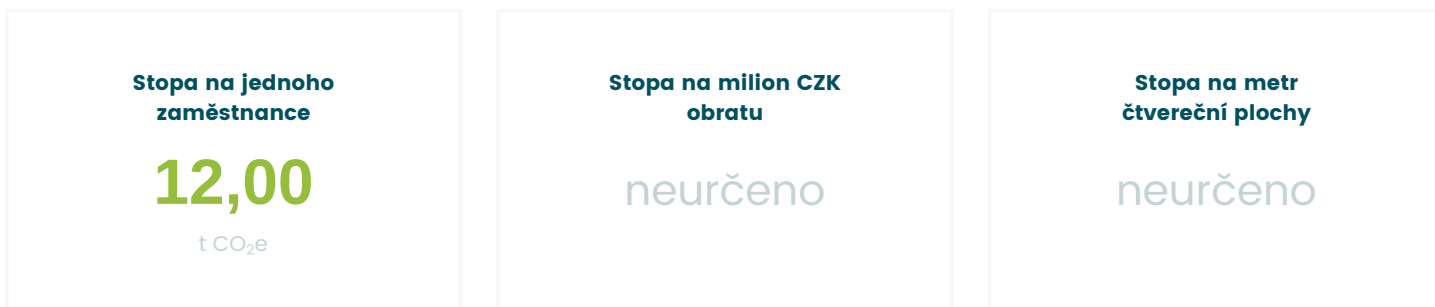 Stopa na jednoho
zaměstnance
12,00
t CO₂e
Stopa na milion CZK
obratu
neurčeno
Stopa na metr
čtvereční plochy
neurčeno